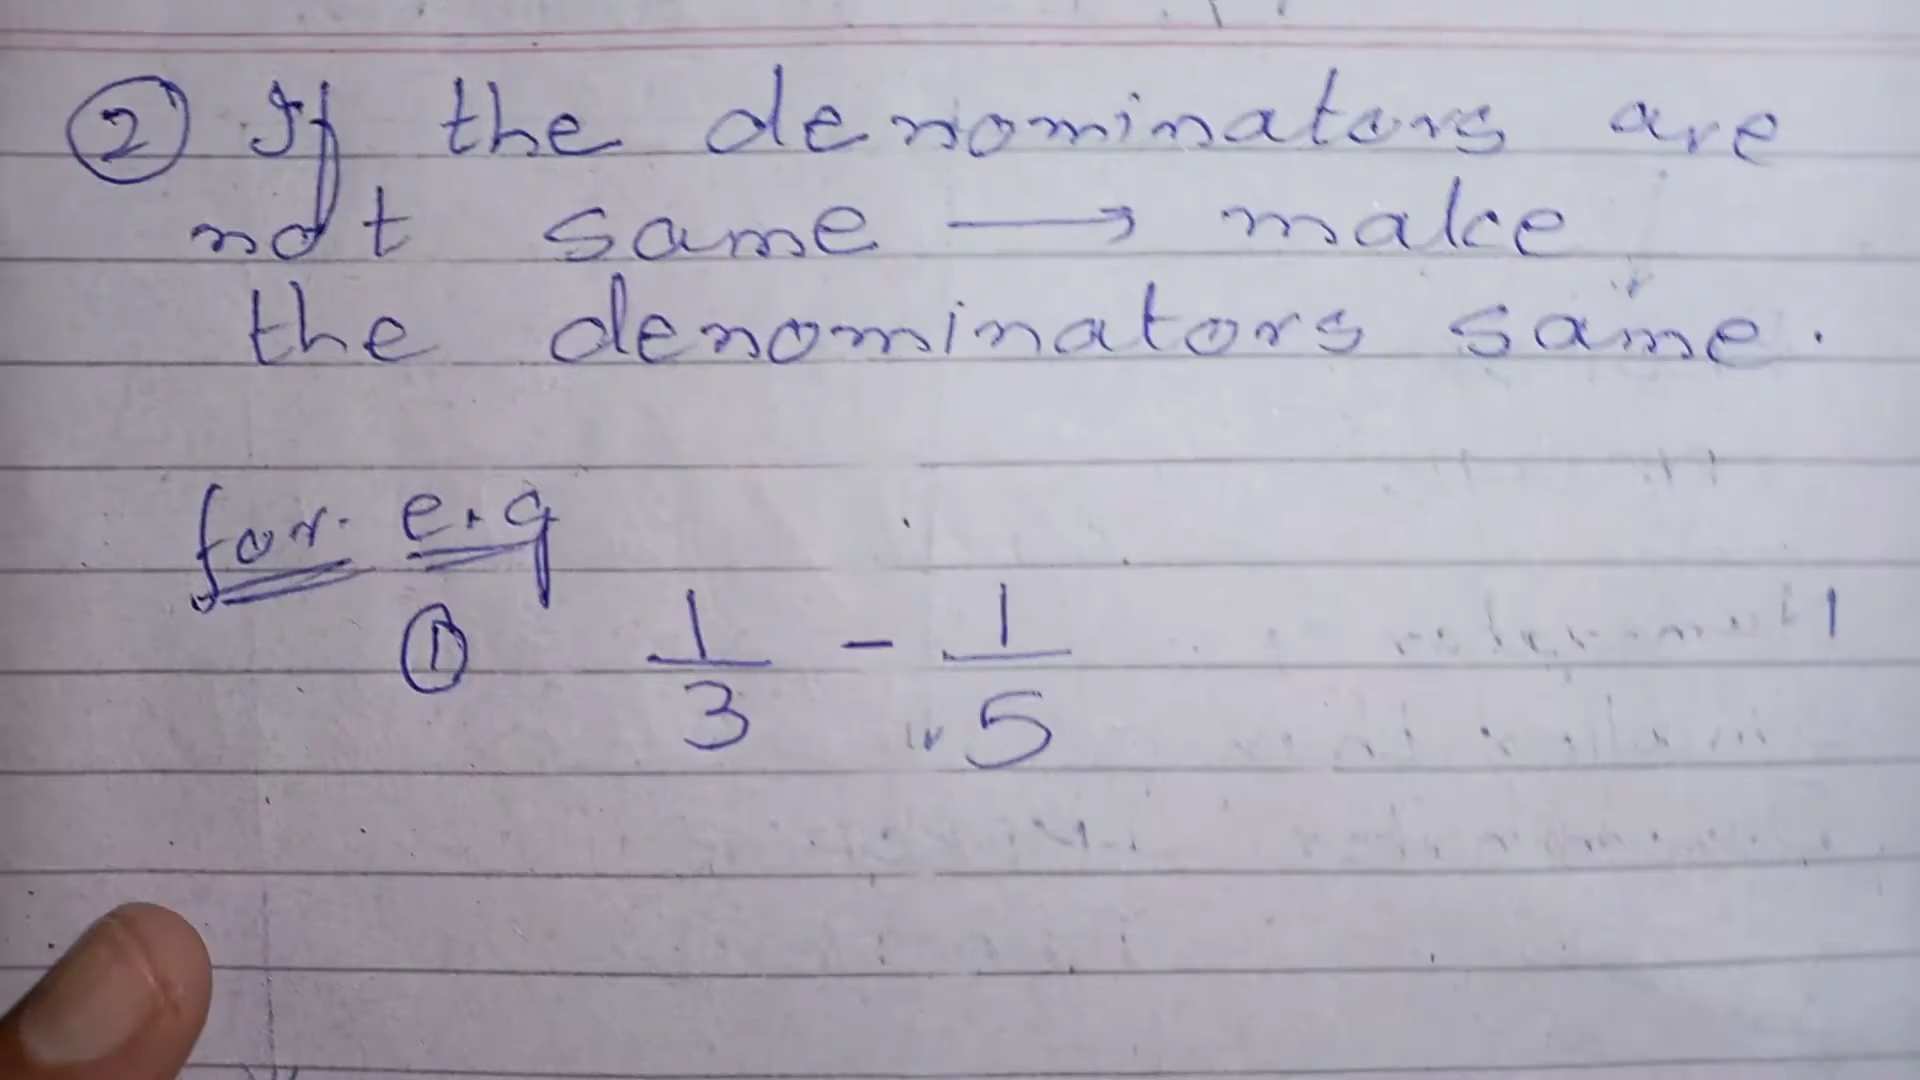 ② If the denominators are
not same → make
the denominators same.
for. e.g
① 1/3 - 1/5